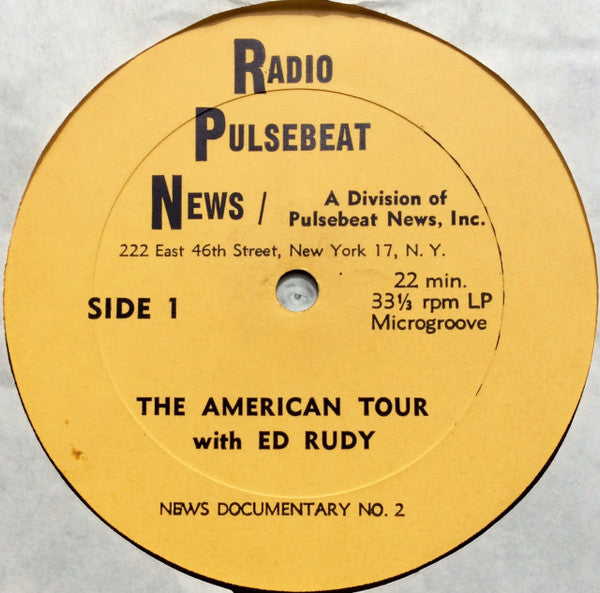 RADIO
PULSEBEAT
NEWS / A Division of
Pulsebeat News, Inc.
222 East 46th Street, New York 17, N. Y.
SIDE 1
22 min.
33⅓ rpm LP
Microgroove
THE AMERICAN TOUR
with ED RUDY
NEWS DOCUMENTARY NO. 2